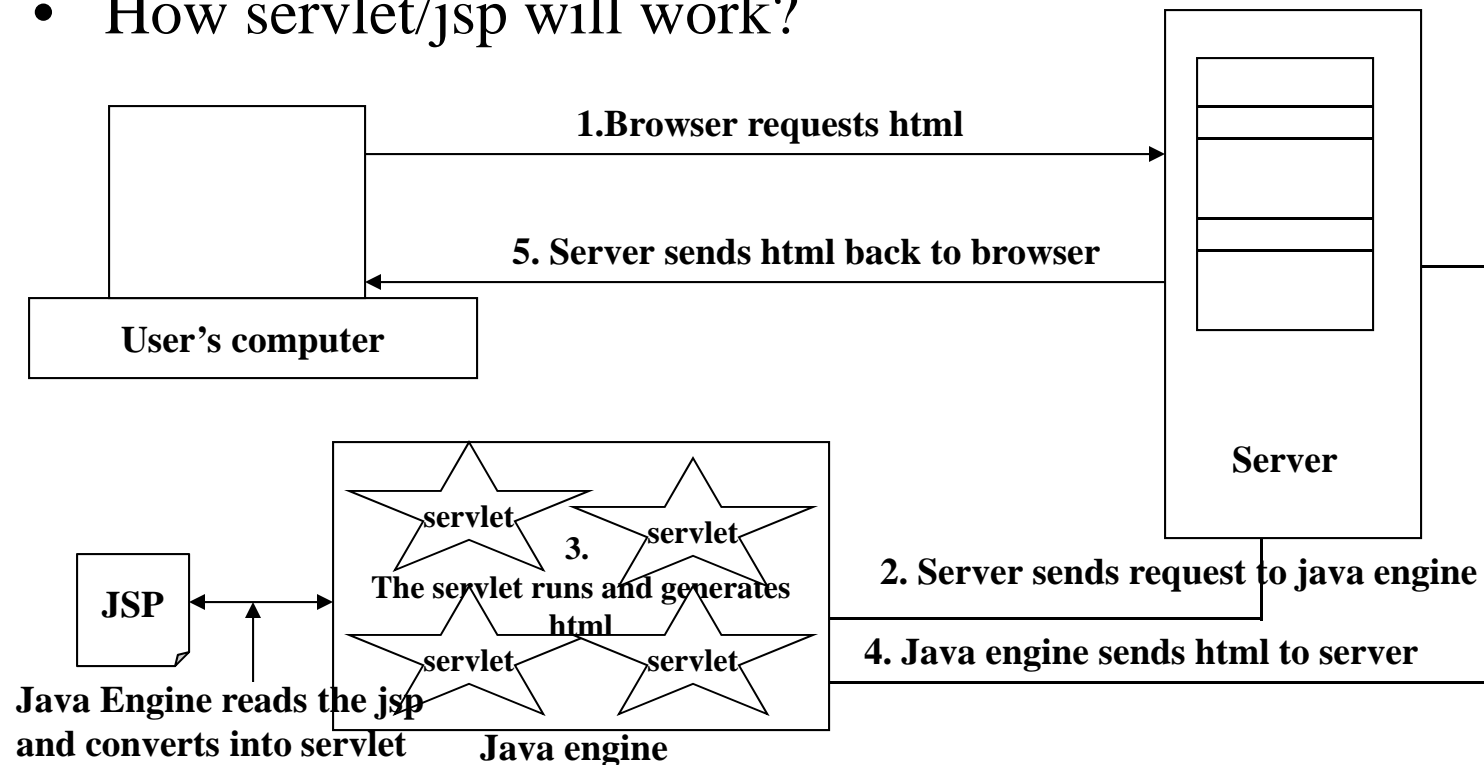 • How servlet/jsp will work?
1.Browser requests html
5. Server sends html back to browser
User’s computer
Server
servlet
servlet
3.
The servlet runs and generates
html
servlet
servlet
JSP
2. Server sends request to java engine
4. Java engine sends html to server
Java Engine reads the jsp
and converts into servlet
Java engine